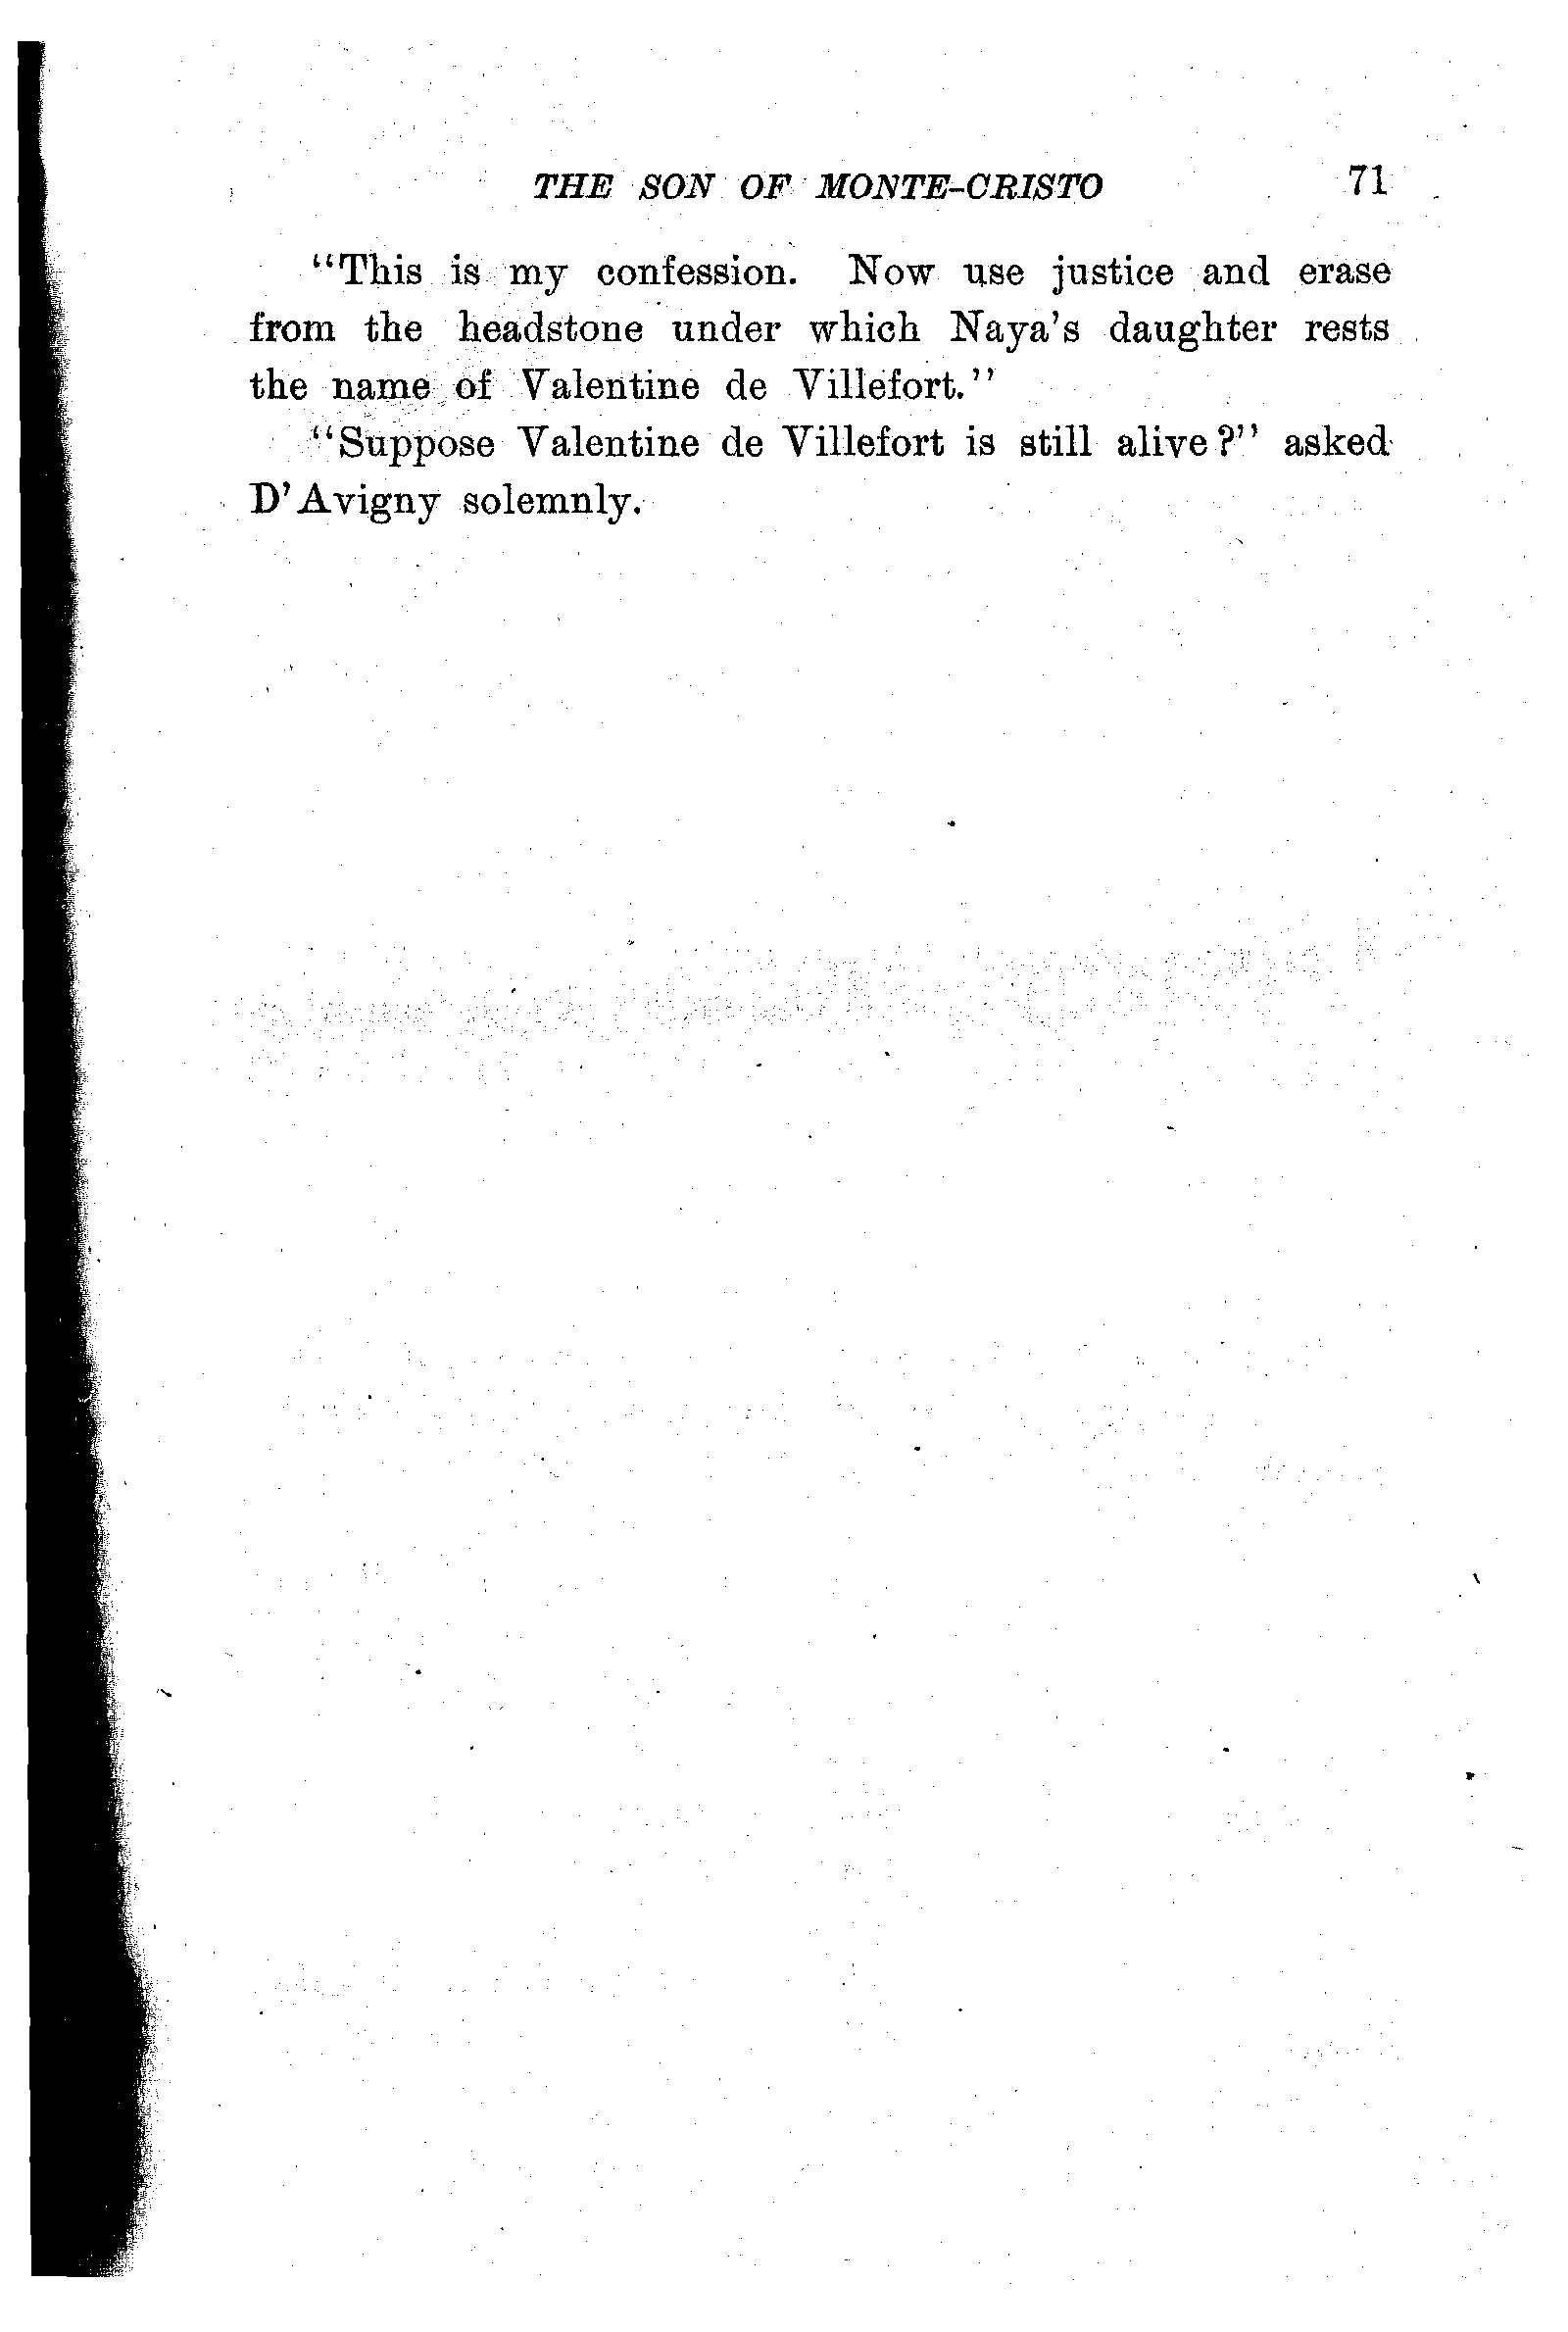 THE SON OF MONTE-CRISTO 71
"This is my confession. Now use justice and erase
from the headstone under which Naya's daughter rests
the name of Valentine de Villefort."
"Suppose Valentine de Villefort is still alive?" asked
D'Avigny solemnly.